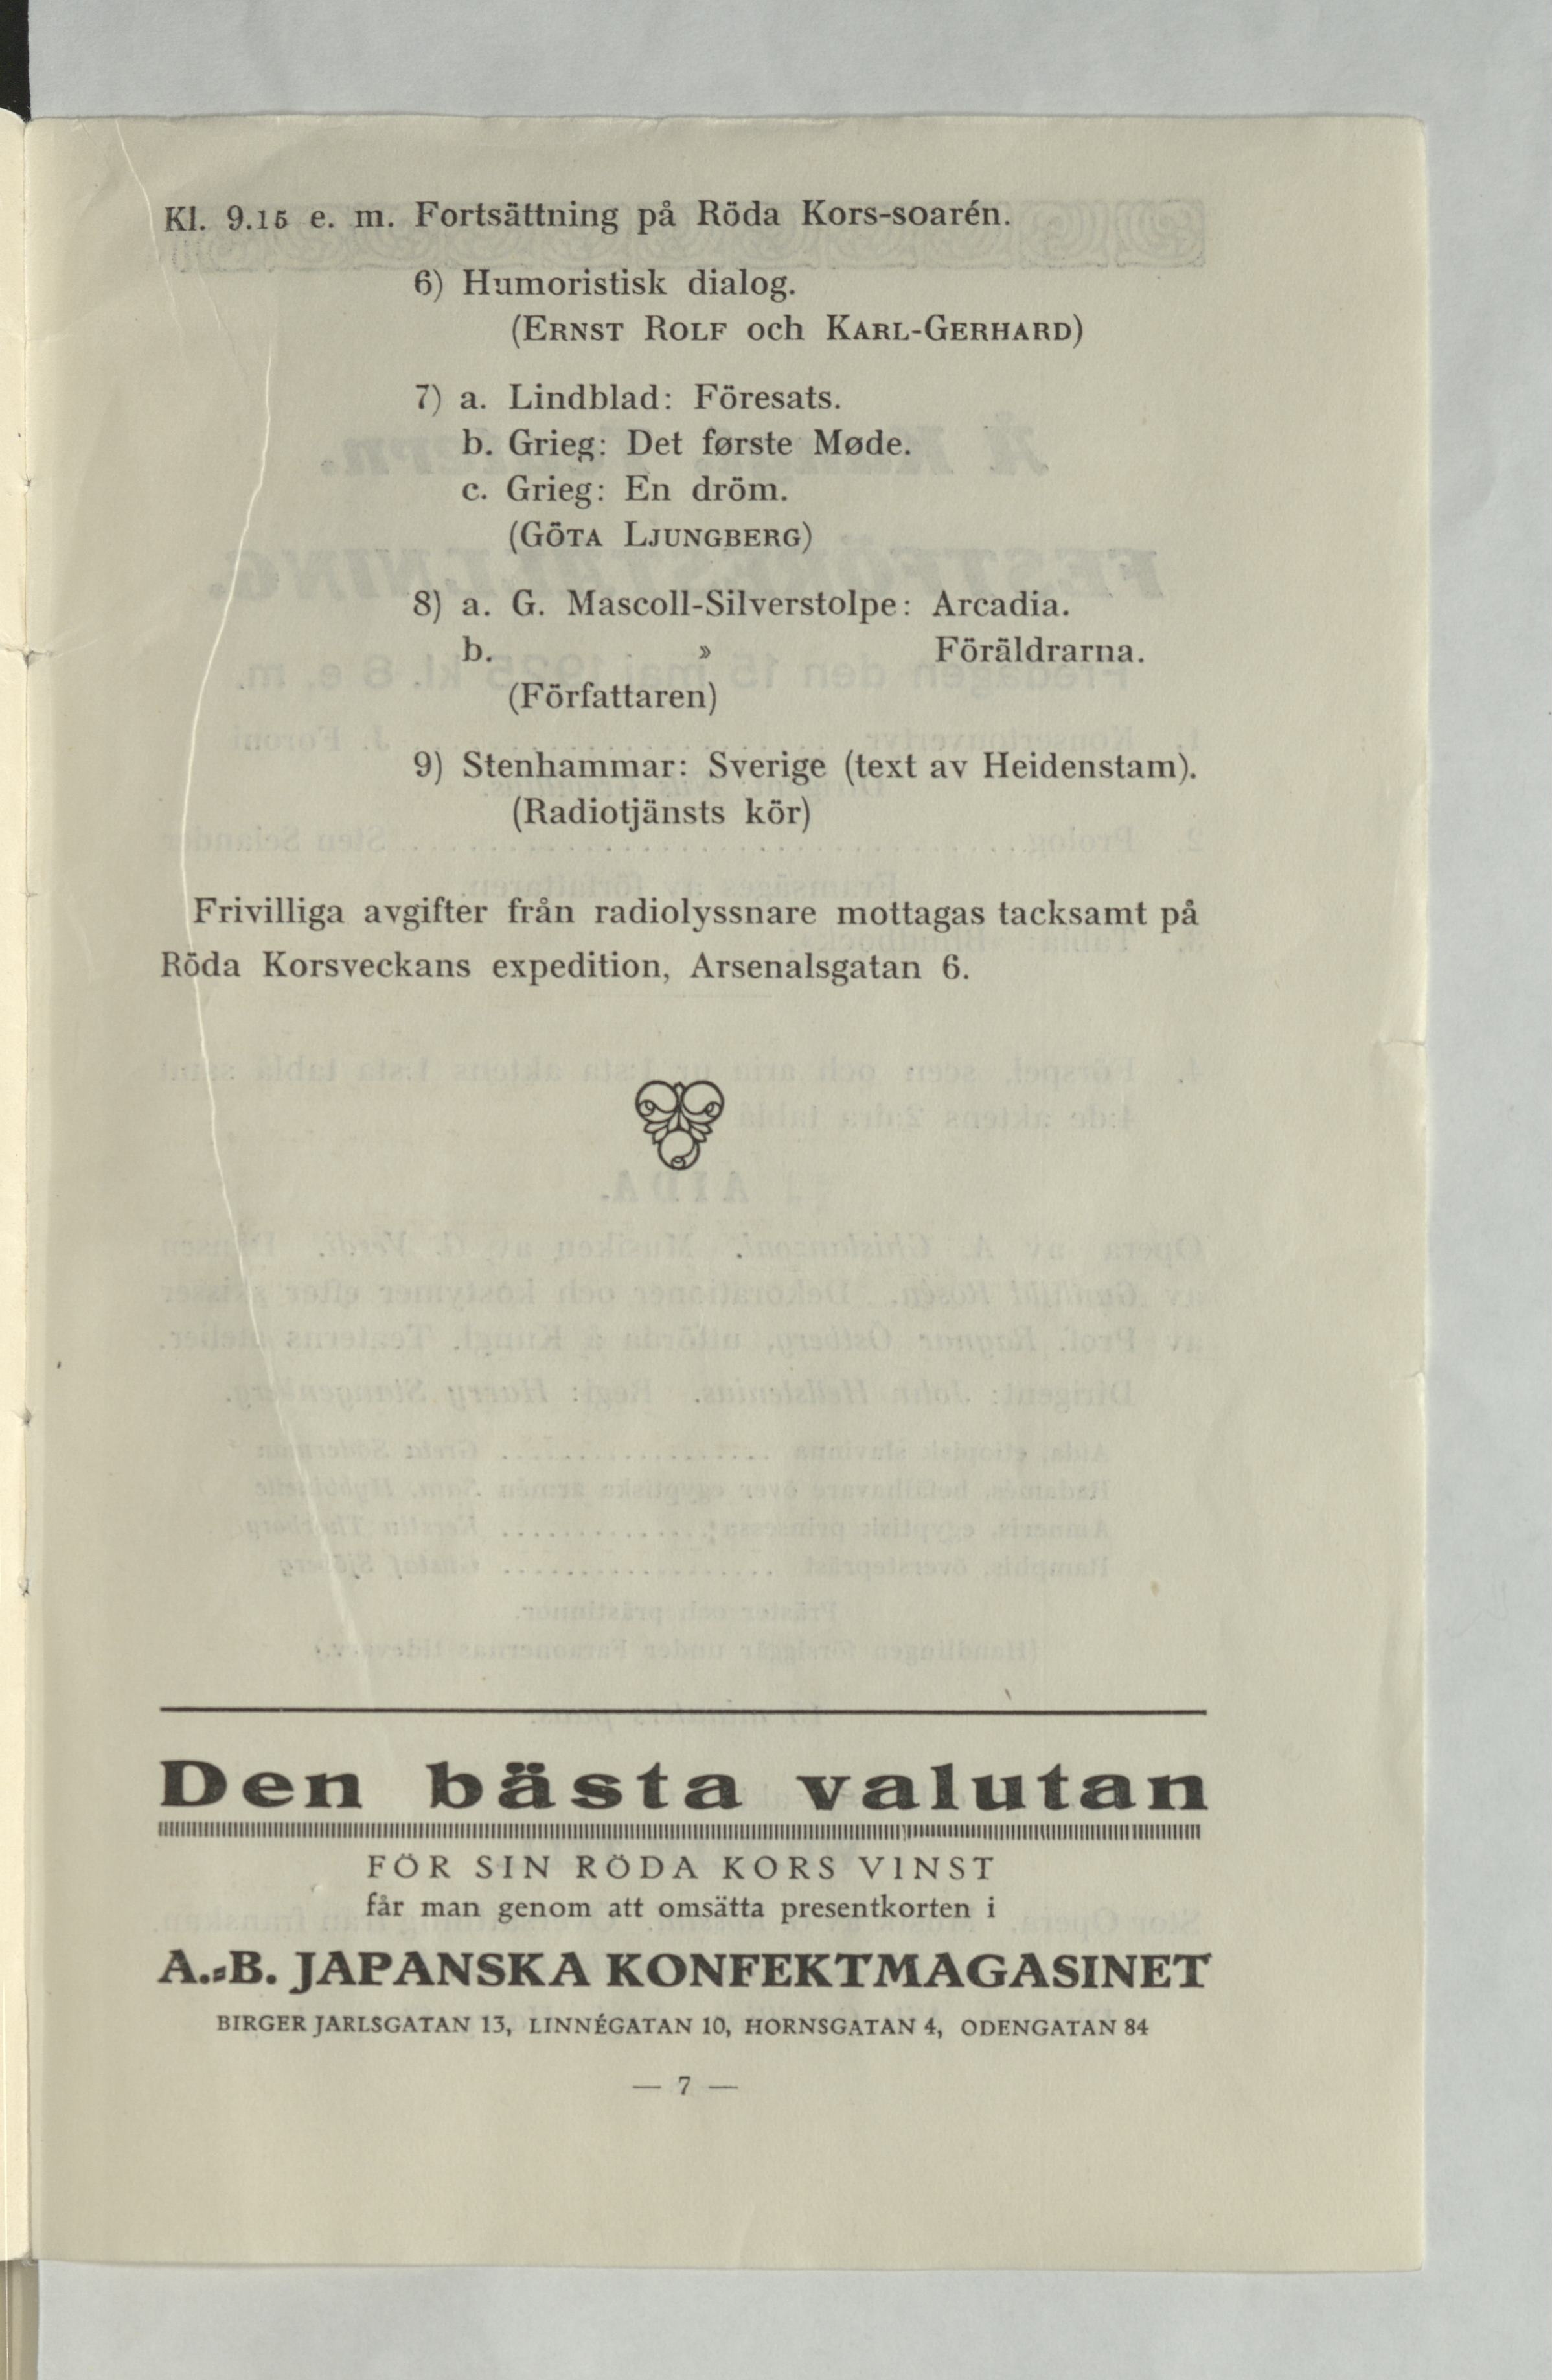 Kl. 9.15 e. m. Fortsättning på Röda Kors-soarén.
6) Humoristisk dialog.
(ERNST ROLF och KARL-GERHARD)
7) a. Lindblad: Föresats.
b. Grieg: Det første Møde.
c. Grieg: En dröm.
(GÖTA LJUNGBERG)
8) a. G. Mascoll-Silverstolpe: Arcadia.
b. » Föräldrarna.
(Författaren)
9) Stenhammar: Sverige (text av Heidenstam).
(Radiotjänsts kör)
Frivilliga avgifter från radiolyssnare mottagas tacksamt på
Röda Korsveckans expedition, Arsenalsgatan 6.
Den bästa valutan
FÖR SIN RÖDA KORS VINST
får man genom att omsätta presentkorten i
A.-B. JAPANSKA KONFEKTMAGASINET
BIRGER JARLSGATAN 13, LINNÉGATAN 10, HORNSGATAN 4, ODENGATAN 84
— 7 —